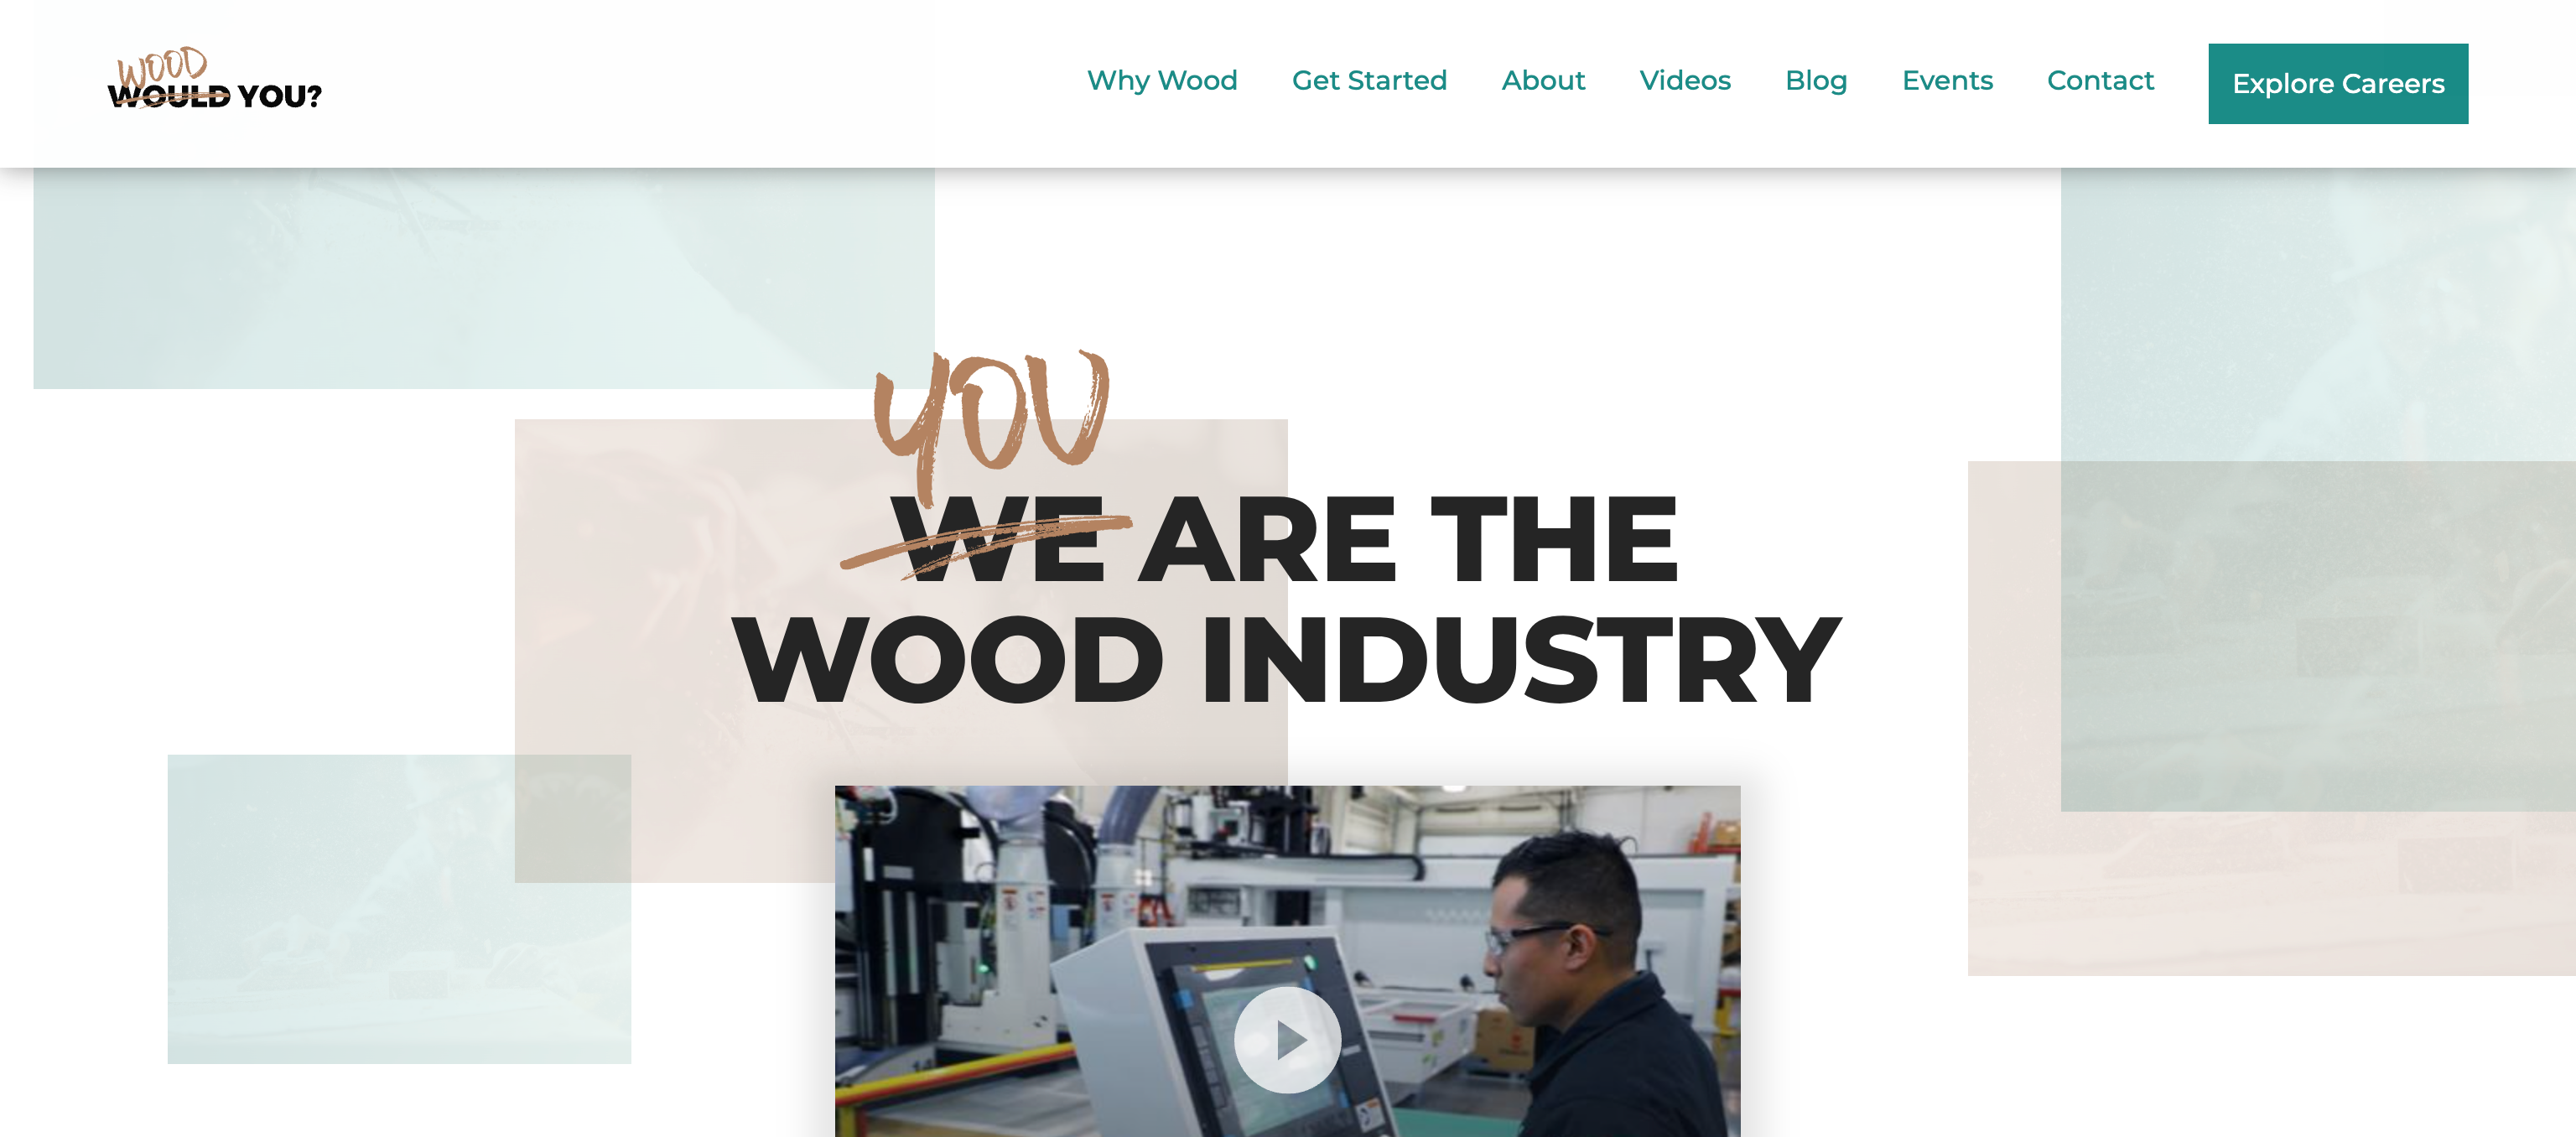 WOOD
WOULD YOU?
Why Wood Get Started About Videos Blog Events Contact Explore Careers
YOU
WE ARE THE
WOOD INDUSTRY